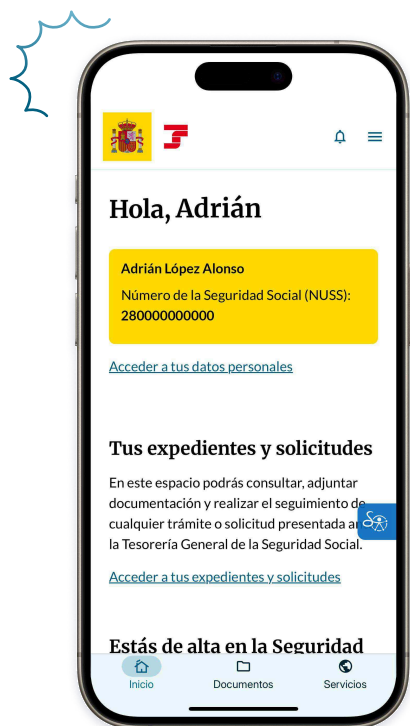 Hola, Adrián
Adrián López Alonso
Número de la Seguridad Social (NUSS):
280000000000
Acceder a tus datos personales
Tus expedientes y solicitudes
En este espacio podrás consultar, adjuntar
documentación y realizar el seguimiento de
cualquier trámite o solicitud presentada
la Tesorería General de la Seguridad Social.
Acceder a tus expedientes y solicitudes
Estás de alta en la Seguridad
Inicio
Documentos
Servicios